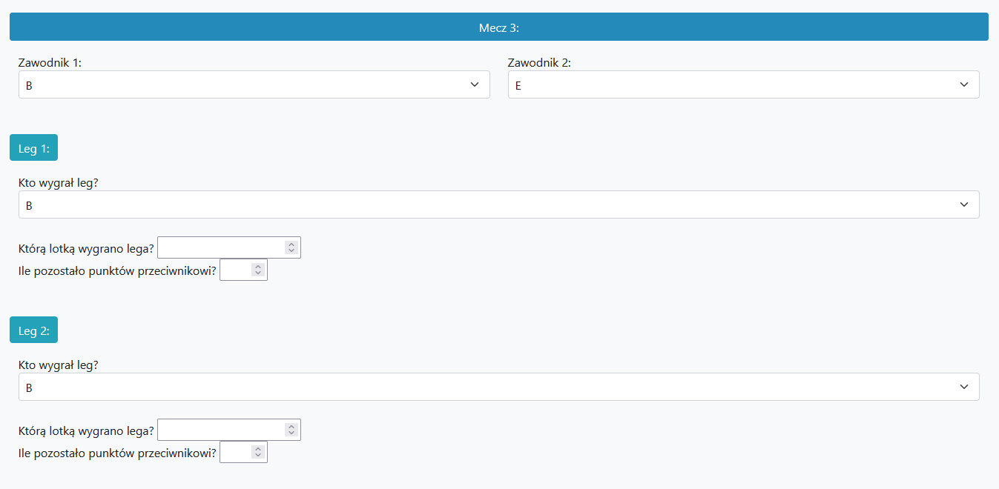 Mecz 3:
Zawodnik 1: Zawodnik 2:
B E
Leg 1:
Kto wygrał leg?
B
Którą lotką wygrano lega?
Ile pozostało punktów przeciwnikowi?
Leg 2:
Kto wygrał leg?
B
Którą lotką wygrano lega?
Ile pozostało punktów przeciwnikowi?